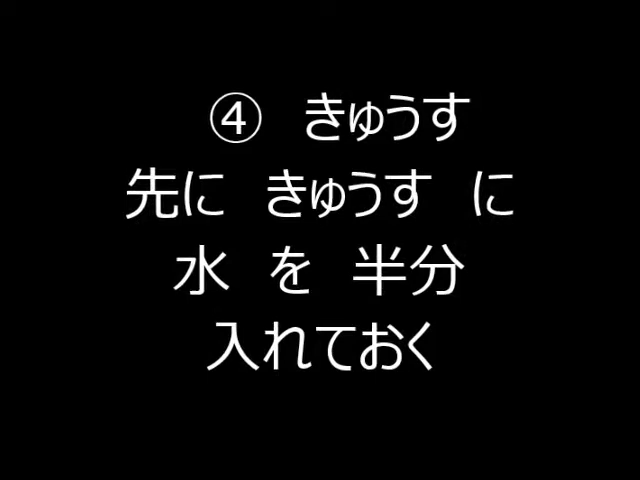 ④　きゅうす
先に　きゅうす　に
水　を　半分
入れておく